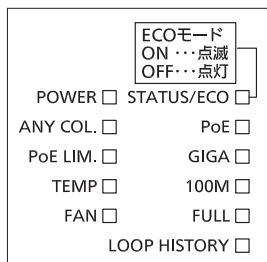 ECOモード
ON ･･･点滅
OFF･･･点灯
POWER □ STATUS/ECO □
ANY COL. □ PoE □
PoE LIM. □ GIGA □
TEMP □ 100M □
FAN □ FULL □
LOOP HISTORY □